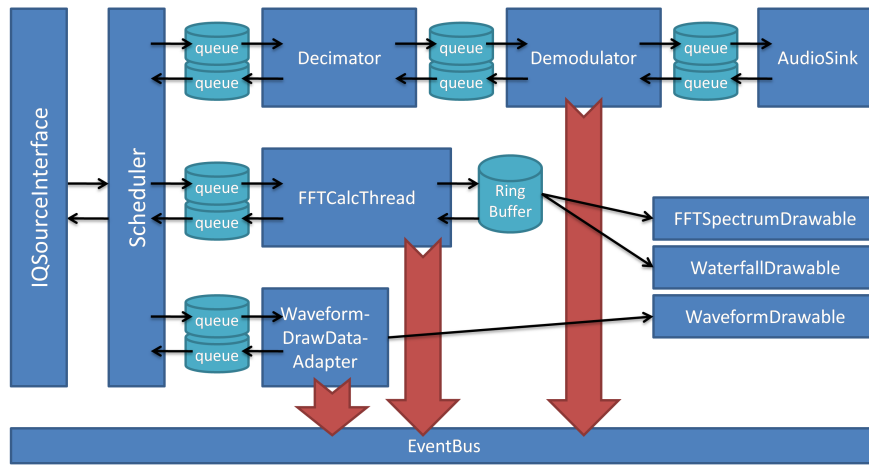 IQSourceInterface
Scheduler
queue
queue
Decimator
queue
queue
Demodulator
queue
queue
AudioSink
queue
queue
FFTCalcThread
Ring
Buffer
FFTSpectrumDrawable
WaterfallDrawable
WaveformDrawable
queue
queue
Waveform-
DrawData-
Adapter
EventBus